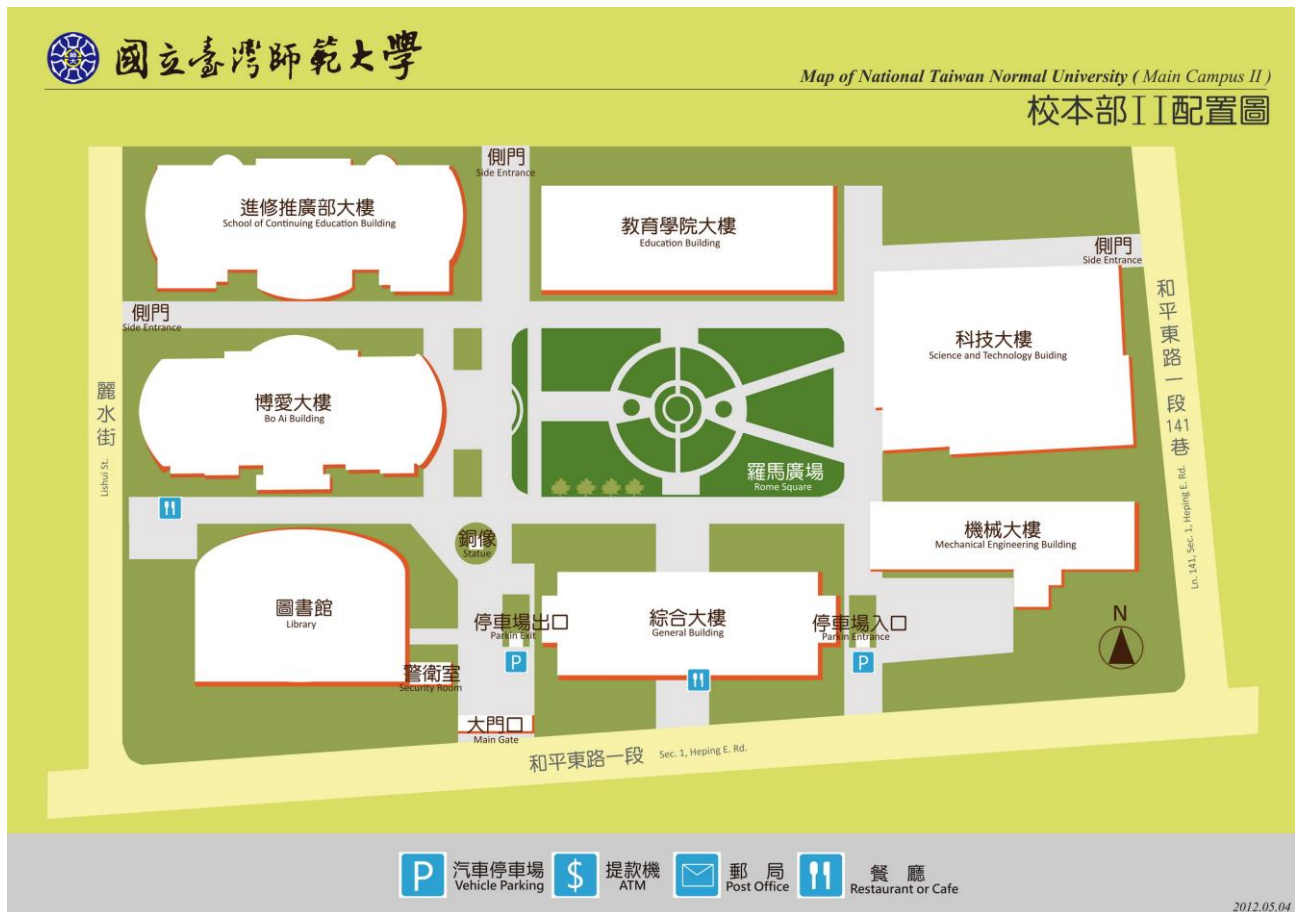 國立臺灣師範大學
Map of National Taiwan Normal University ( Main Campus II )
校本部II配置圖
側門
Side Entrance
進修推廣部大樓
School of Continuing Education Building
教育學院大樓
Education Building
側門
Side Entrance
側門
Side Entrance
科技大樓
Science and Technology Buiding
和平東路一段141巷
Ln. 141, Sec. 1, Heping E. Rd.
麗水街
Lishui St.
博愛大樓
Bo Ai Building
羅馬廣場
Rome Square
銅像
Statue
機械大樓
Mechanical Engineering Building
圖書館
Library
停車場出口
Parkin Exit
P
綜合大樓
General Building
停車場入口
Parkin Entrance
P
N
警衛室
Security Room
大門口
Main Gate
和平東路一段 Sec. 1, Heping E. Rd.
P
汽車停車場
Vehicle Parking
$
提款機
ATM
郵局
Post Office
餐廳
Restaurant or Cafe
2012.05.04